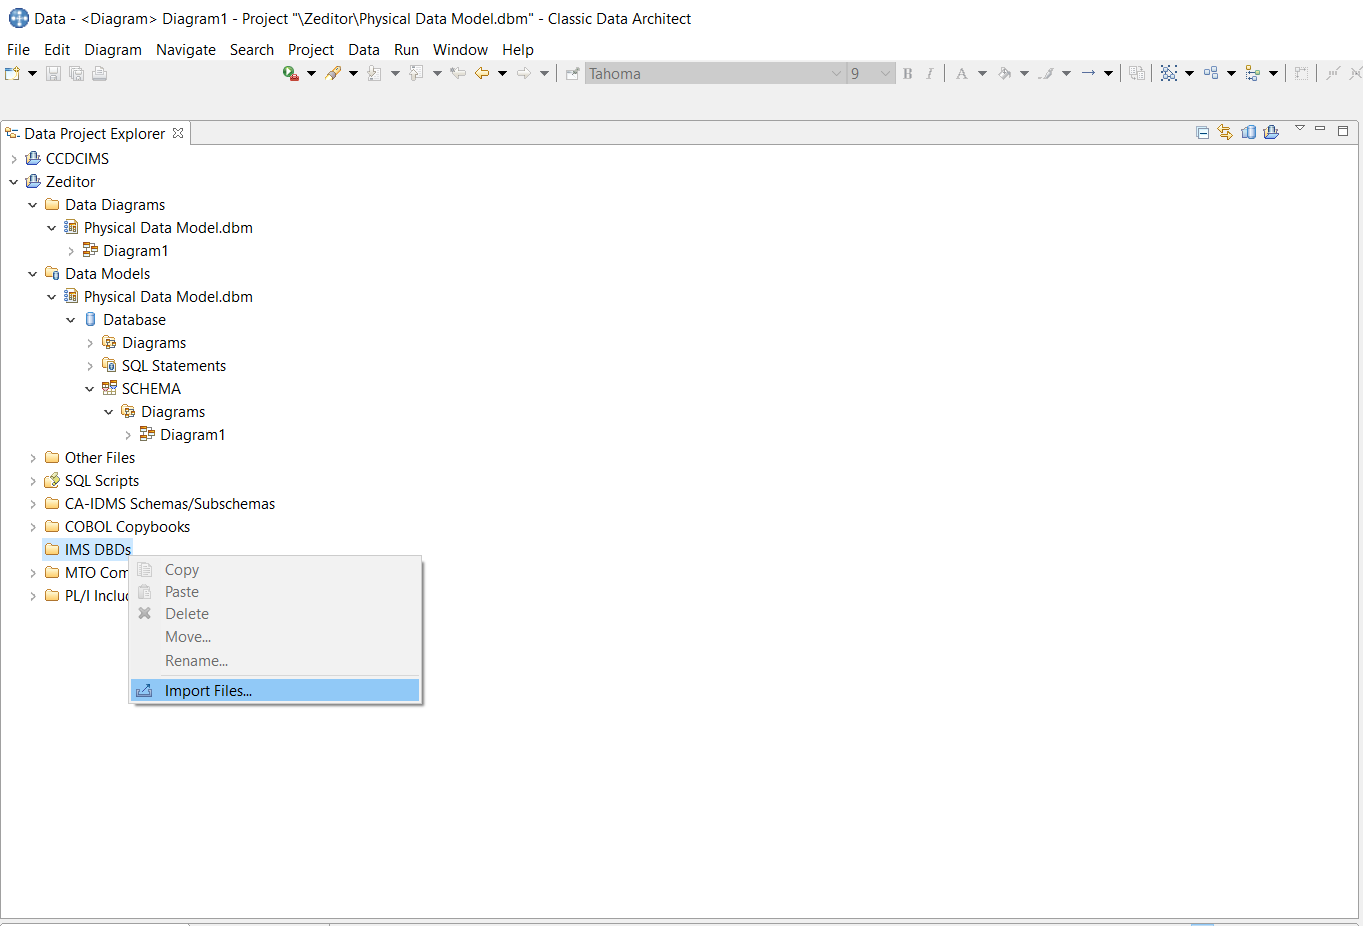 Data - <Diagram> Diagram1 - Project "\Zeditor\Physical Data Model.dbm" - Classic Data Architect
File Edit Diagram Navigate Search Project Data Run Window Help
Tahoma 9 B I A
Data Project Explorer
CCDCIMS
Zeditor
Data Diagrams
Physical Data Model.dbm
Diagram1
Data Models
Physical Data Model.dbm
Database
Diagrams
SQL Statements
SCHEMA
Diagrams
Diagram1
Other Files
SQL Scripts
CA-IDMS Schemas/Subschemas
COBOL Copybooks
IMS DBDs
MTO Com
PL/I Inclu
Copy
Paste
Delete
Move...
Rename...
Import Files...